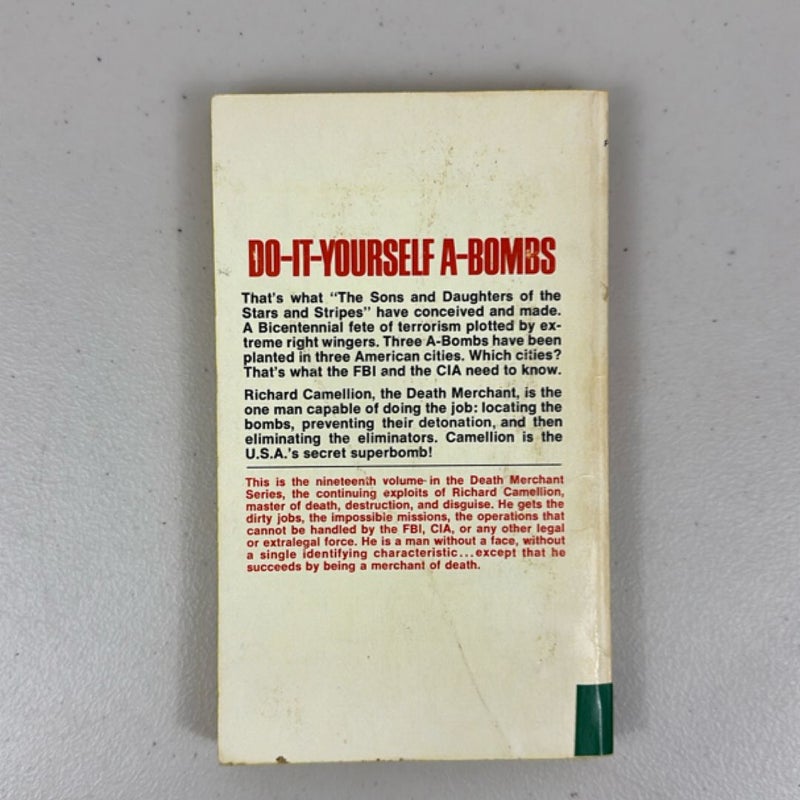 DO-IT-YOURSELF A-BOMBS
That's what "The Sons and Daughters of the
Stars and Stripes" have conceived and made.
A Bicentennial fete of terrorism plotted by ex-
treme right wingers. Three A-Bombs have been
planted in three American cities. Which cities?
That's what the FBI and the CIA need to know.
Richard Camellion, the Death Merchant, is the
one man capable of doing the job: locating the
bombs, preventing their detonation, and then
eliminating the eliminators. Camellion is the
U.S.A.'s secret superbomb!
This is the nineteenth volume in the Death Merchant
Series, the continuing exploits of Richard Camellion,
master of death, destruction, and disguise. He gets the
dirty jobs, the impossible missions, the operations that
cannot be handled by the FBI, CIA, or any other legal
or extralegal force. He is a man without a face, without
a single identifying characteristic...except that he
succeeds by being a merchant of death.